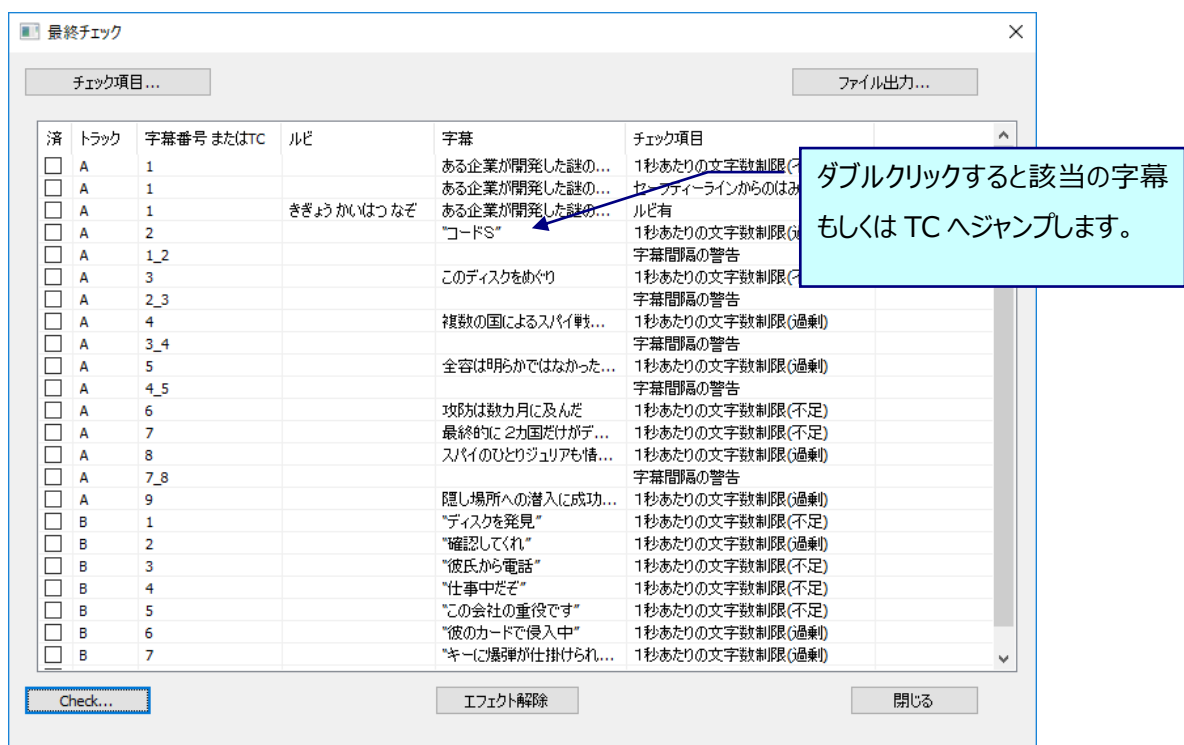 最終チェック
チェック項目... ファイル出力...
済 トラック 字幕番号 またはTC ルビ 字幕 チェック項目
A 1 ある企業が開発した謎の... 1秒あたりの文字数制限(
A 1 ある企業が開発した謎の... セーフティーラインからのはみ
A 1 きぎょう かいはつ なぞ ある企業が開発した謎の... ルビ有
A 2 "コードS" 1秒あたりの文字数制限(
A 1_2 字幕間隔の警告
A 3 このディスクをめぐり 1秒あたりの文字数制限(
A 2_3 字幕間隔の警告
A 4 複数の国によるスパイ戦... 1秒あたりの文字数制限(過剰)
A 3_4 字幕間隔の警告
A 5 全容は明らかではなかった... 1秒あたりの文字数制限(過剰)
A 4_5 字幕間隔の警告
A 6 攻防は数カ月に及んだ 1秒あたりの文字数制限(不足)
A 7 最終的に 2カ国だけがデ... 1秒あたりの文字数制限(不足)
A 8 スパイのひとりジュリアも情... 1秒あたりの文字数制限(過剰)
A 7_8 字幕間隔の警告
A 9 隠し場所への潜入に成功... 1秒あたりの文字数制限(過剰)
B 1 "ディスクを発見" 1秒あたりの文字数制限(不足)
B 2 "確認してくれ" 1秒あたりの文字数制限(過剰)
B 3 "彼氏から電話" 1秒あたりの文字数制限(不足)
B 4 "仕事中だぞ" 1秒あたりの文字数制限(不足)
B 5 "この会社の重役です" 1秒あたりの文字数制限(不足)
B 6 "彼のカードで侵入中" 1秒あたりの文字数制限(過剰)
B 7 "キーに爆弾が仕掛けられ... 1秒あたりの文字数制限(過剰)
ダブルクリックすると該当の字幕
もしくは TC へジャンプします。
Check... エフェクト解除 閉じる